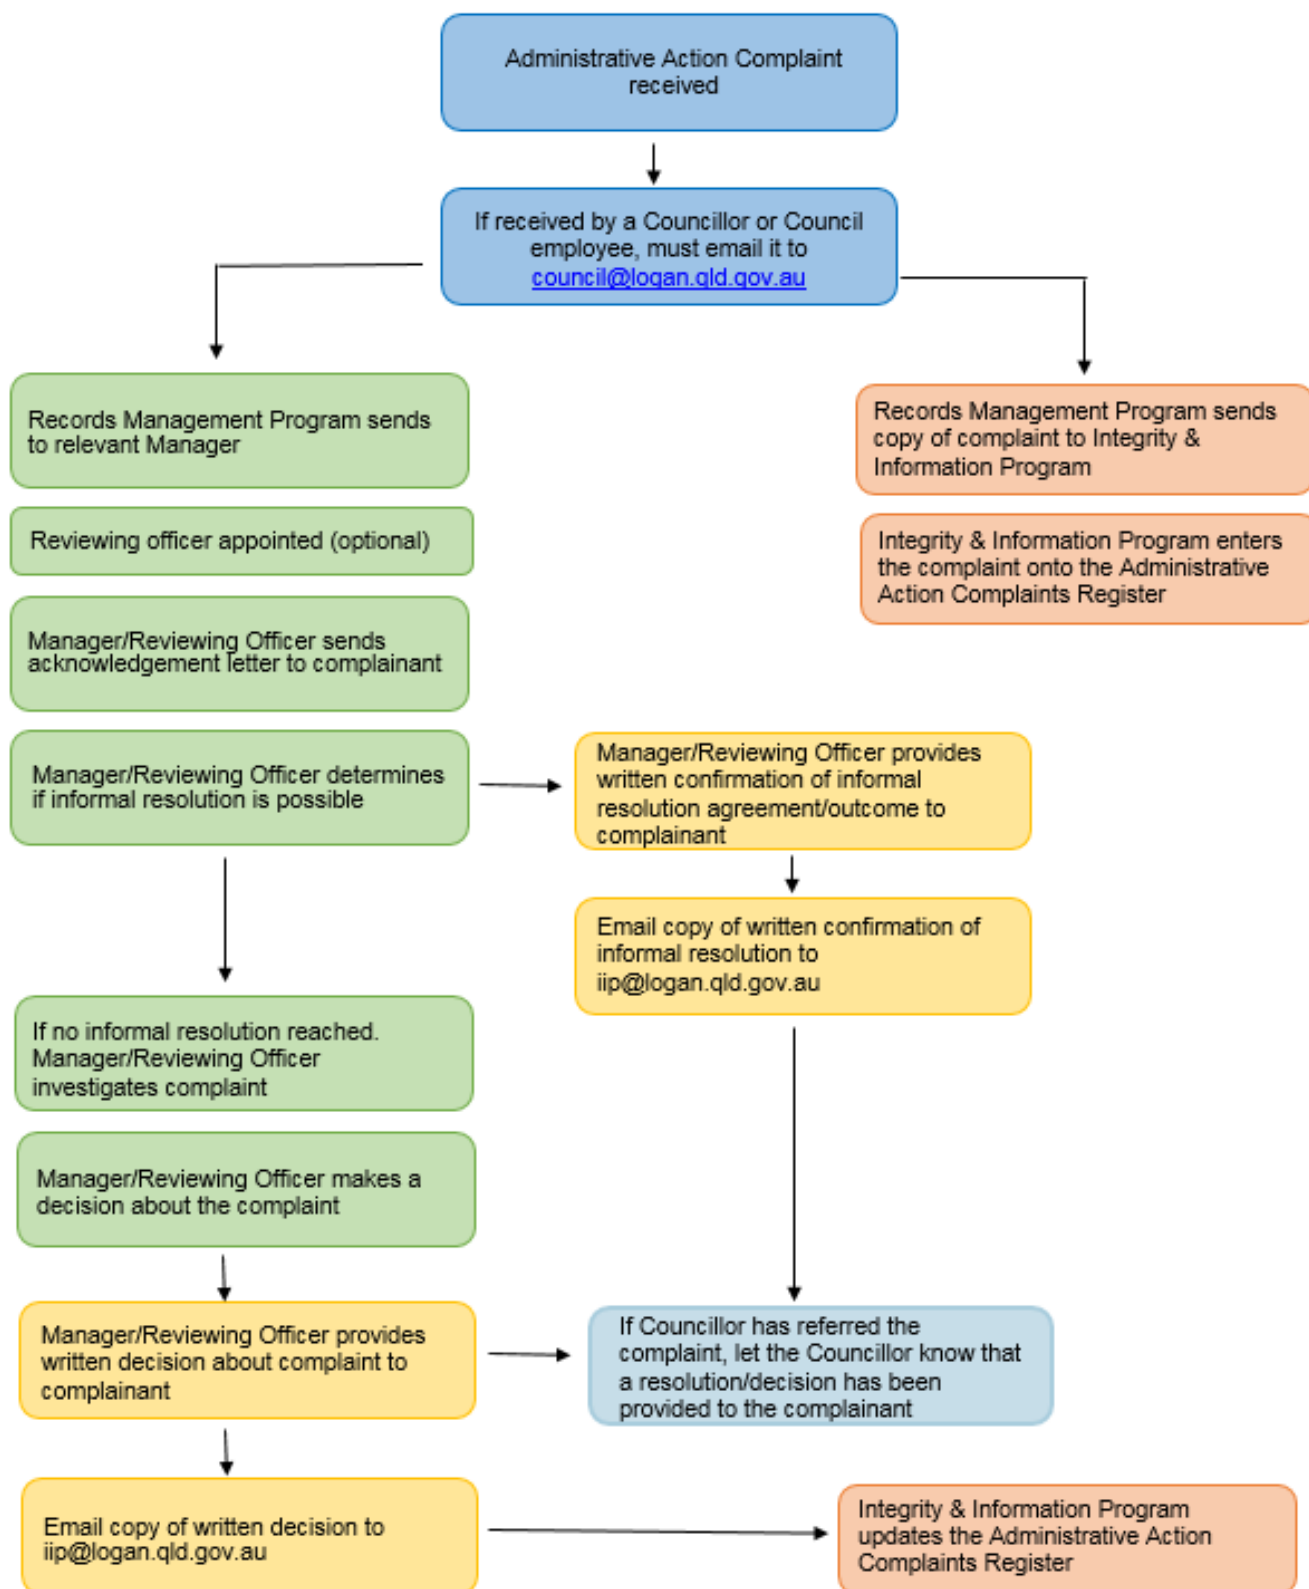 Administrative Action Complaint
received
If received by a Councillor or Council
employee, must email it to
council@logan.qld.gov.au
Records Management Program sends
to relevant Manager
Records Management Program sends
copy of complaint to Integrity &
Information Program
Reviewing officer appointed (optional)
Integrity & Information Program enters
the complaint onto the Administrative
Action Complaints Register
Manager/Reviewing Officer sends
acknowledgement letter to complainant
Manager/Reviewing Officer determines
if informal resolution is possible
Manager/Reviewing Officer provides
written confirmation of informal
resolution agreement/outcome to
complainant
Email copy of written confirmation of
informal resolution to
iip@logan.qld.gov.au
If no informal resolution reached.
Manager/Reviewing Officer
investigates complaint
Manager/Reviewing Officer makes a
decision about the complaint
Manager/Reviewing Officer provides
written decision about complaint to
complainant
If Councillor has referred the
complaint, let the Councillor know that
a resolution/decision has been
provided to the complainant
Email copy of written decision to
iip@logan.qld.gov.au
Integrity & Information Program
updates the Administrative Action
Complaints Register